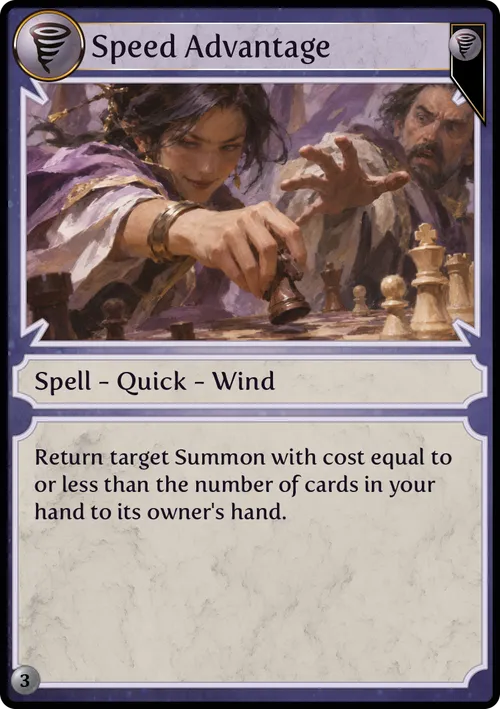 Speed Advantage
Spell - Quick - Wind
Return target Summon with cost equal to
or less than the number of cards in your
hand to its owner's hand.
3